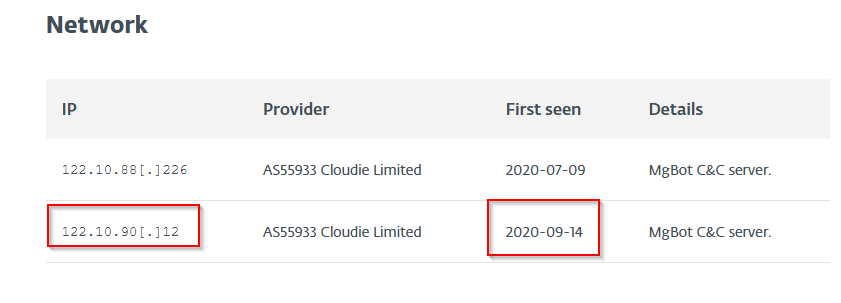 Network
IP Provider First seen Details
122.10.88[.]226 AS55933 Cloudie Limited 2020-07-09 MgBot C&C server.
122.10.90[.]12 AS55933 Cloudie Limited 2020-09-14 MgBot C&C server.